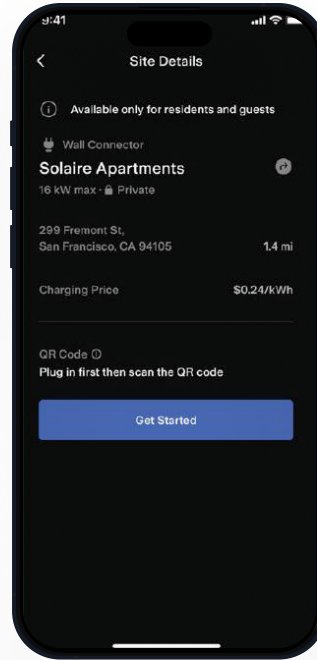 9:41
Site Details
Available only for residents and guests
Wall Connector
Solaire Apartments
16 kW max · Private
299 Fremont St,
San Francisco, CA 94105
1.4 mi
Charging Price
$0.24/kWh
QR Code
Plug in first then scan the QR code
Get Started